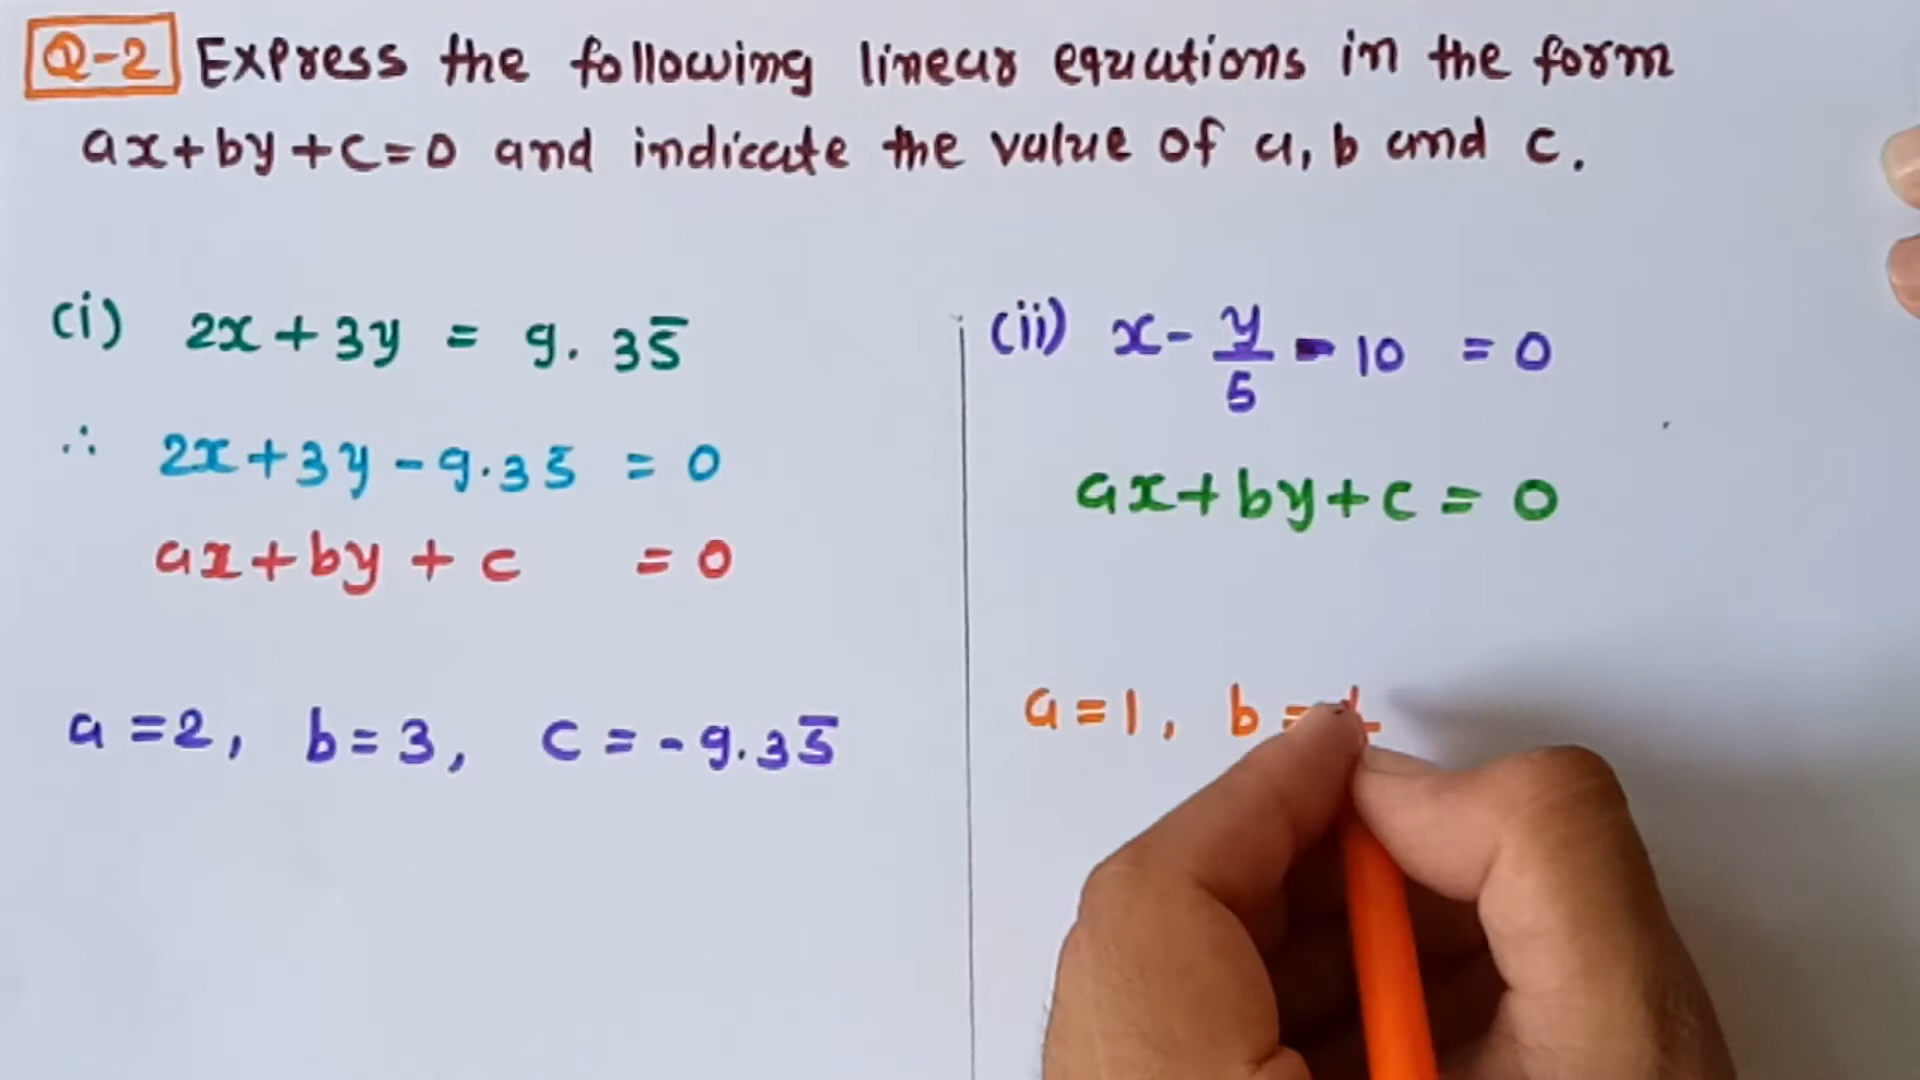 Q-2 Express the following linear equations in the form
ax+by+c=0 and indicate the value of a, b and c.
(i) 2x+3y = 9.35̅
∴ 2x+3y-9.35 = 0
ax+by+c =0
a=2, b=3, c=-9.35̅
(ii) x-y/5-10 =0
ax+by+c=0
a=1, b=